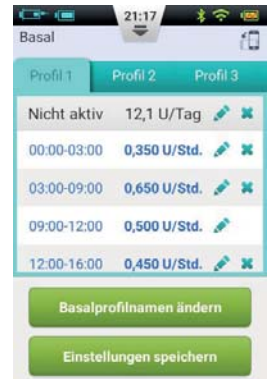 21:17
Basal
Profil 1 Profil 2 Profil 3
Nicht aktiv 12,1 U/Tag
00:00-03:00 0,350 U/Std.
03:00-09:00 0,650 U/Std.
09:00-12:00 0,500 U/Std.
12:00-16:00 0,450 U/Std.
Basalprofilnamen ändern
Einstellungen speichern